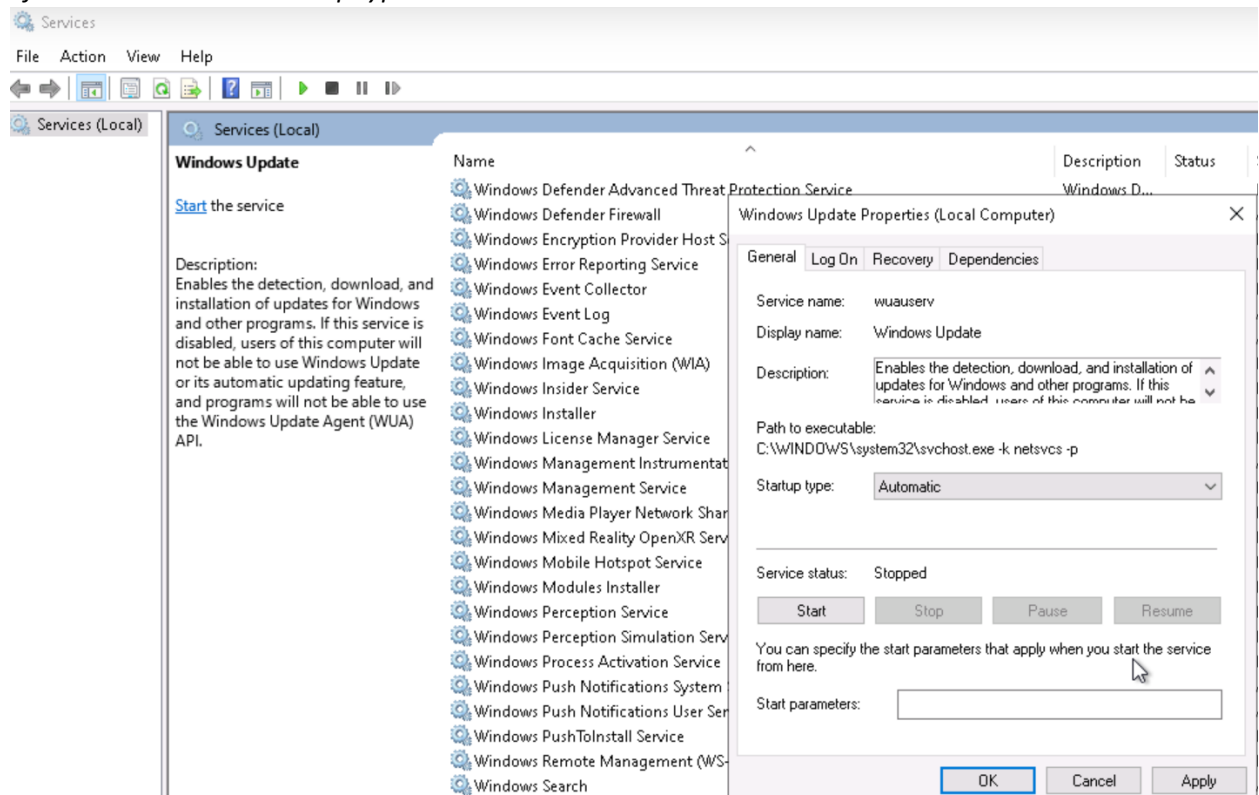 Services
File Action View Help
Services (Local)
Services (Local)
Windows Update
Start the service
Description:
Enables the detection, download, and
installation of updates for Windows
and other programs. If this service is
disabled, users of this computer will
not be able to use Windows Update
or its automatic updating feature,
and programs will not be able to use
the Windows Update Agent (WUA)
API.
Name Description Status
Windows Defender Advanced Threat Protection Service Windows D...
Windows Defender Firewall
Windows Encryption Provider Host S
Windows Error Reporting Service
Windows Event Collector
Windows Event Log
Windows Font Cache Service
Windows Image Acquisition (WIA)
Windows Insider Service
Windows Installer
Windows License Manager Service
Windows Management Instrumentat
Windows Management Service
Windows Media Player Network Shar
Windows Mixed Reality OpenXR Serv
Windows Mobile Hotspot Service
Windows Modules Installer
Windows Perception Service
Windows Perception Simulation Serv
Windows Process Activation Service
Windows Push Notifications System
Windows Push Notifications User Ser
Windows PushToInstall Service
Windows Remote Management (WS-
Windows Search
Windows Update Properties (Local Computer)
General Log On Recovery Dependencies
Service name: wuauserv
Display name: Windows Update
Description: Enables the detection, download, and installation of
updates for Windows and other programs. If this
service is disabled, users of this computer will not be
Path to executable:
C:\WINDOWS\system32\svchost.exe -k netsvcs -p
Startup type: Automatic
Service status: Stopped
Start Stop Pause Resume
You can specify the start parameters that apply when you start the service
from here.
Start parameters:
OK Cancel Apply